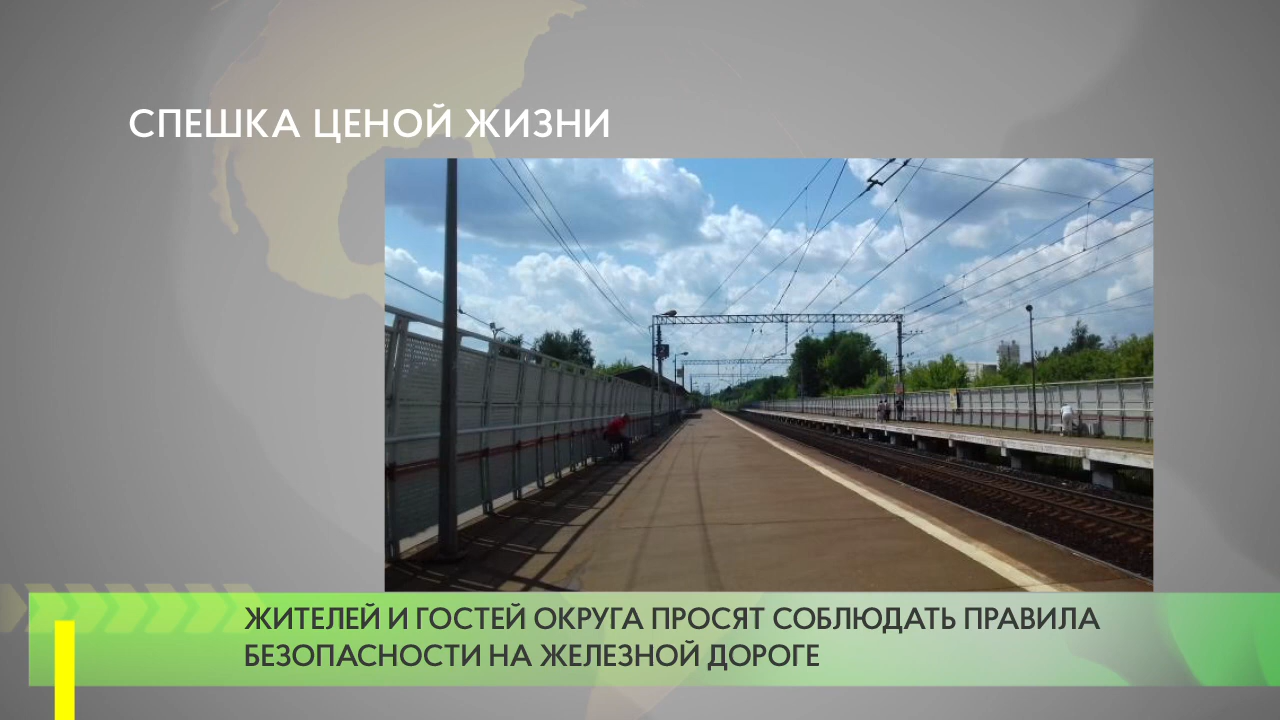 СПЕШКА ЦЕНОЙ ЖИЗНИ
ЖИТЕЛЕЙ И ГОСТЕЙ ОКРУГА ПРОСЯТ СОБЛЮДАТЬ ПРАВИЛА
БЕЗОПАСНОСТИ НА ЖЕЛЕЗНОЙ ДОРОГЕ